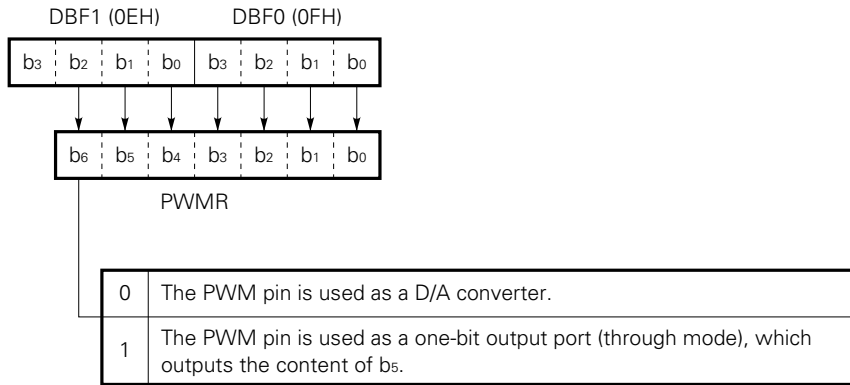 DBF1 (0EH) DBF0 (0FH)
b3 b2 b1 b0 b3 b2 b1 b0
b6 b5 b4 b3 b2 b1 b0
PWMR
0 The PWM pin is used as a D/A converter.
1 The PWM pin is used as a one-bit output port (through mode), which
outputs the content of b5.